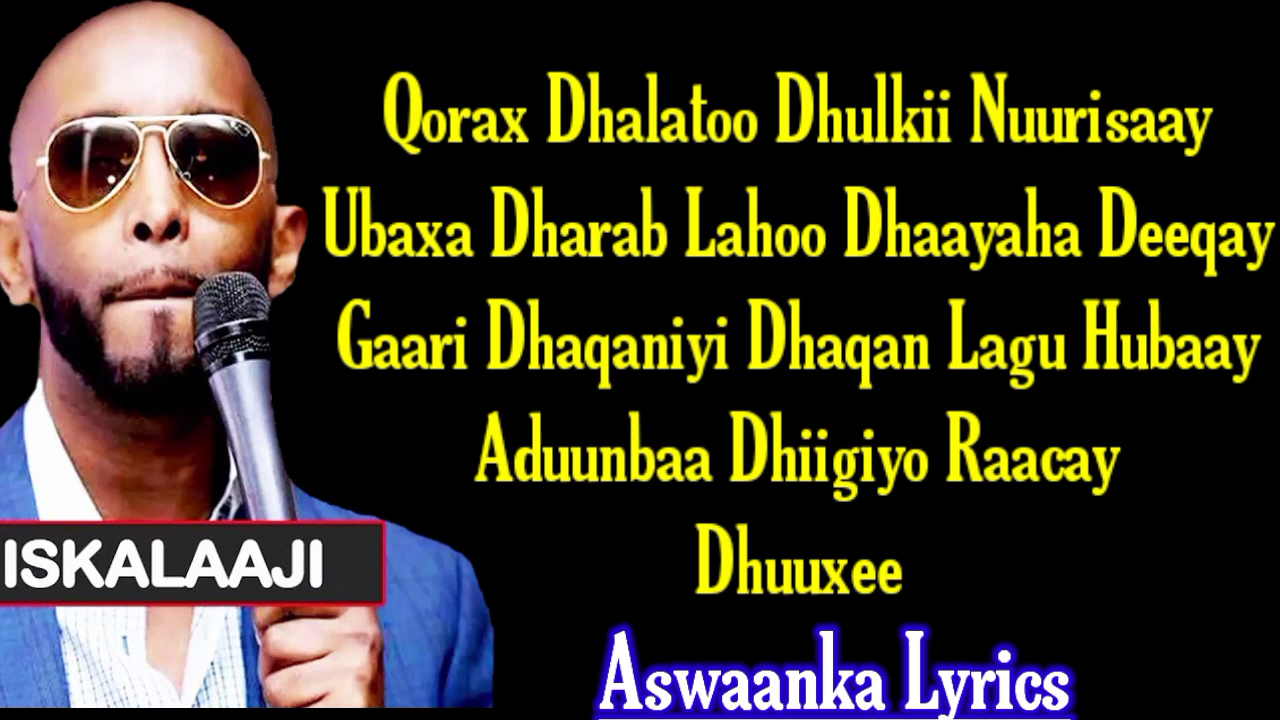 Qorax Dhalatoo Dhulkii Nuurisaay
Ubaxa Dharab Lahoo Dhaayaha Deeqay
Gaari Dhaqaniyi Dhaqan Lagu Hubaay
Aduunbaa Dhiigiyo Raacay
Dhuuxee
ISKALAAJI
Aswaanka Lyrics